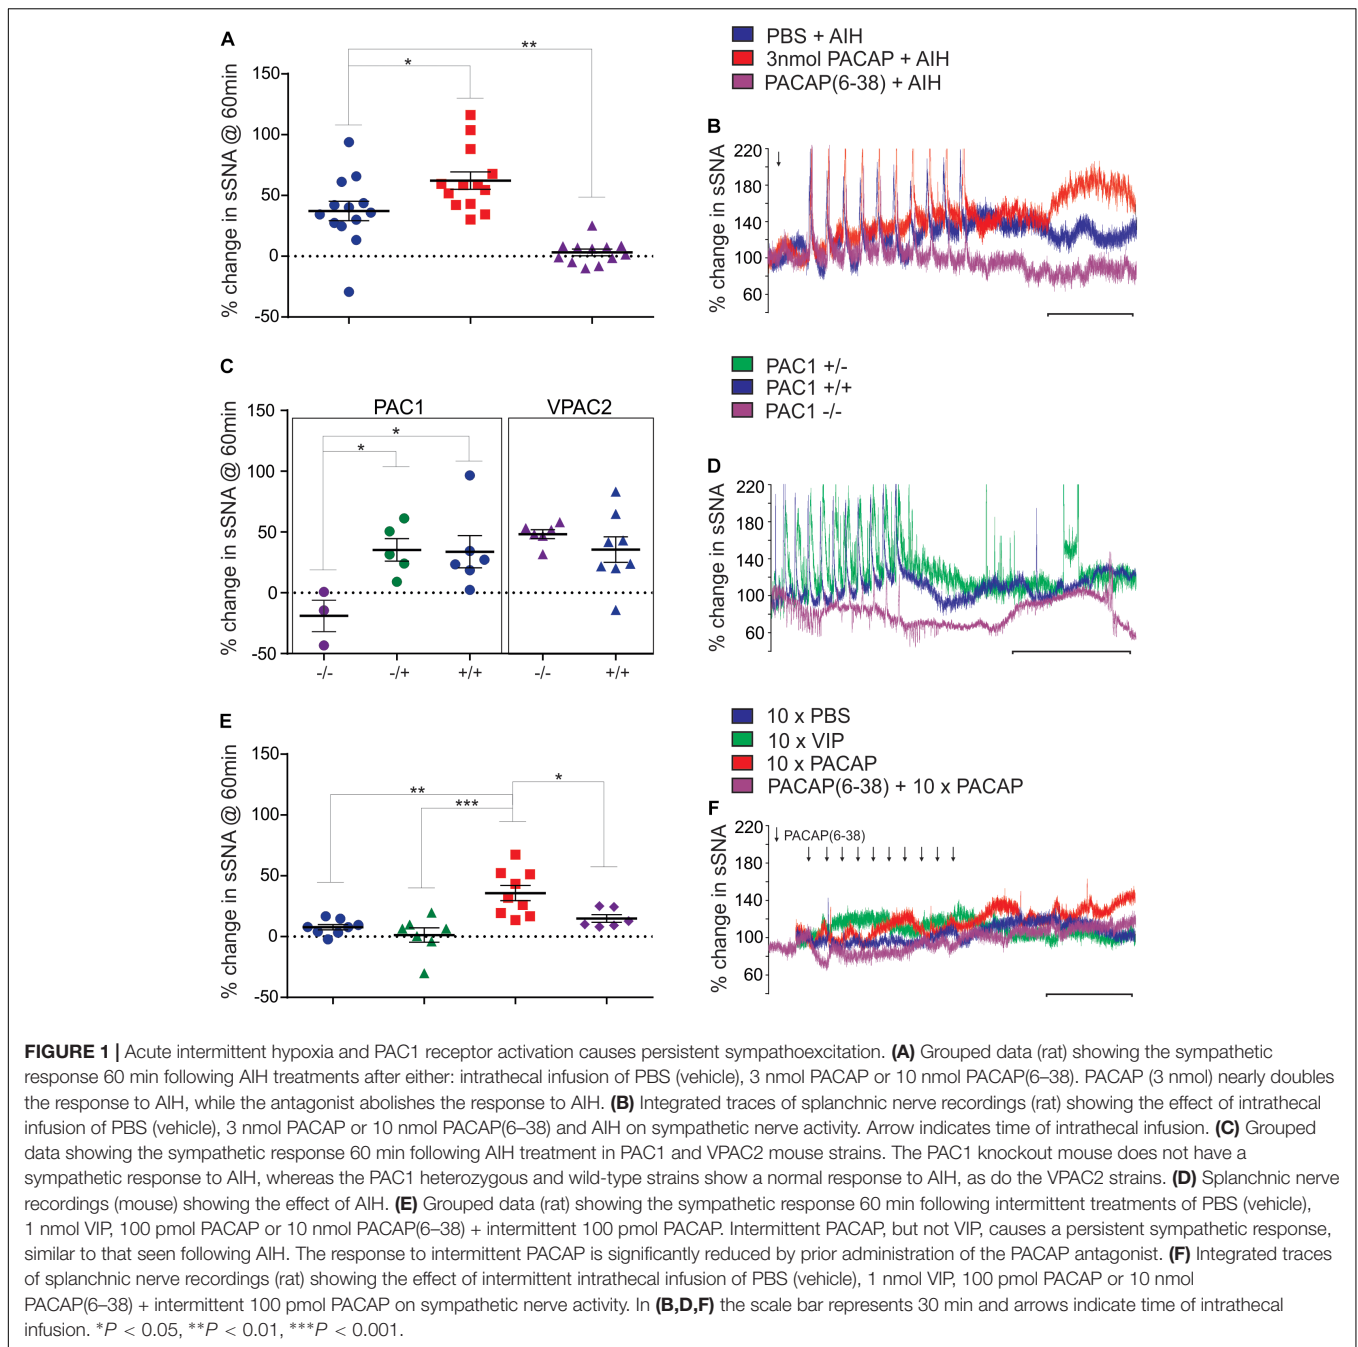 A
% change in sSNA @ 60min
150
100
50
0
-50
*
**
PBS + AIH
3nmol PACAP + AIH
PACAP(6-38) + AIH
B
% change in sSNA
220
180
140
100
60
C
% change in sSNA @ 60min
150
100
50
0
-50
PAC1
VPAC2
*
*
-/-
-/+
+/+
-/-
+/+
PAC1 +/-
PAC1 +/+
PAC1 -/-
D
% change in sSNA
220
180
140
100
60
E
% change in sSNA @ 60min
150
100
50
0
-50
**
***
*
10 x PBS
10 x VIP
10 x PACAP
PACAP(6-38) + 10 x PACAP
F
% change in sSNA
220
180
140
100
60
PACAP(6-38)
FIGURE 1 | Acute intermittent hypoxia and PAC1 receptor activation causes persistent sympathoexcitation. (A) Grouped data (rat) showing the sympathetic
response 60 min following AIH treatments after either: intrathecal infusion of PBS (vehicle), 3 nmol PACAP or 10 nmol PACAP(6–38). PACAP (3 nmol) nearly doubles
the response to AIH, while the antagonist abolishes the response to AIH. (B) Integrated traces of splanchnic nerve recordings (rat) showing the effect of intrathecal
infusion of PBS (vehicle), 3 nmol PACAP or 10 nmol PACAP(6–38) and AIH on sympathetic nerve activity. Arrow indicates time of intrathecal infusion. (C) Grouped
data showing the sympathetic response 60 min following AIH treatment in PAC1 and VPAC2 mouse strains. The PAC1 knockout mouse does not have a
sympathetic response to AIH, whereas the PAC1 heterozygous and wild-type strains show a normal response to AIH, as do the VPAC2 strains. (D) Splanchnic nerve
recordings (mouse) showing the effect of AIH. (E) Grouped data (rat) showing the sympathetic response 60 min following intermittent treatments of PBS (vehicle),
1 nmol VIP, 100 pmol PACAP or 10 nmol PACAP(6–38) + intermittent 100 pmol PACAP. Intermittent PACAP, but not VIP, causes a persistent sympathetic response,
similar to that seen following AIH. The response to intermittent PACAP is significantly reduced by prior administration of the PACAP antagonist. (F) Integrated traces
of splanchnic nerve recordings (rat) showing the effect of intermittent intrathecal infusion of PBS (vehicle), 1 nmol VIP, 100 pmol PACAP or 10 nmol
PACAP(6–38) + intermittent 100 pmol PACAP on sympathetic nerve activity. In (B,D,F) the scale bar represents 30 min and arrows indicate time of intrathecal
infusion. *P < 0.05, **P < 0.01, ***P < 0.001.